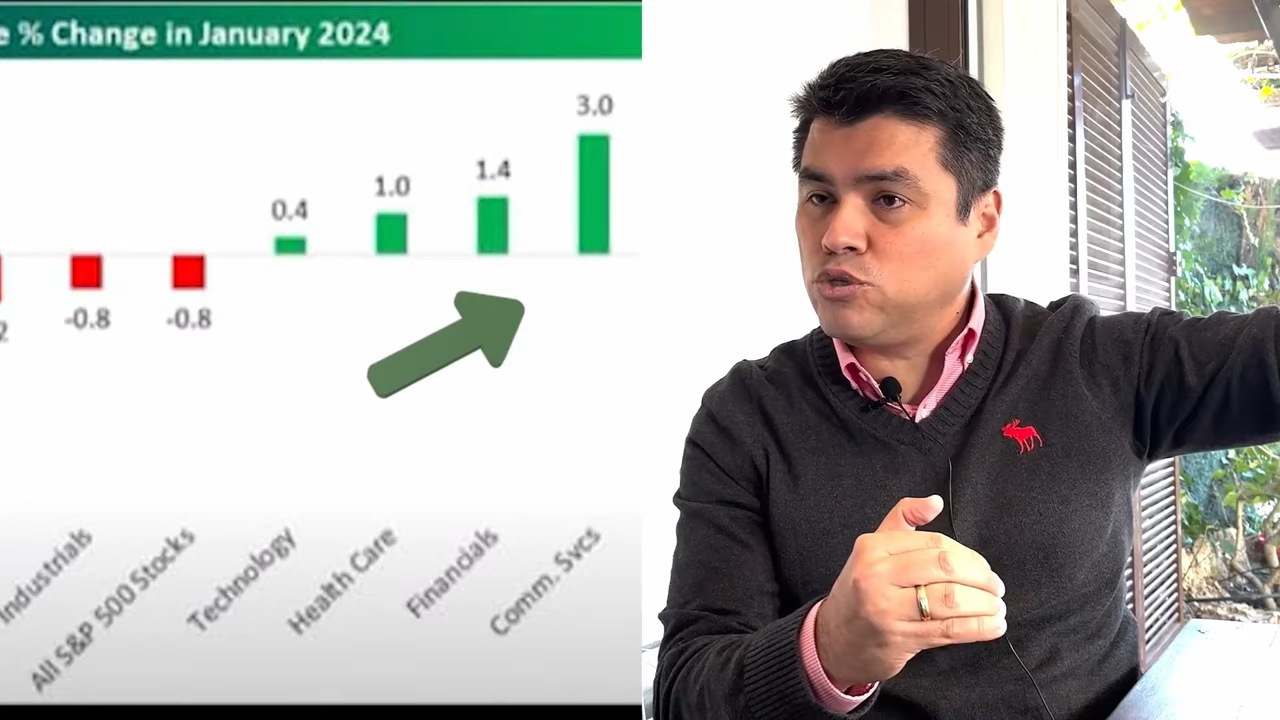 e % Change in January 2024
3.0
1.4
1.0
0.4
2
-0.8
-0.8
Industrials
All S&P 500 Stocks
Technology
Health Care
Financials
Comm. Svcs